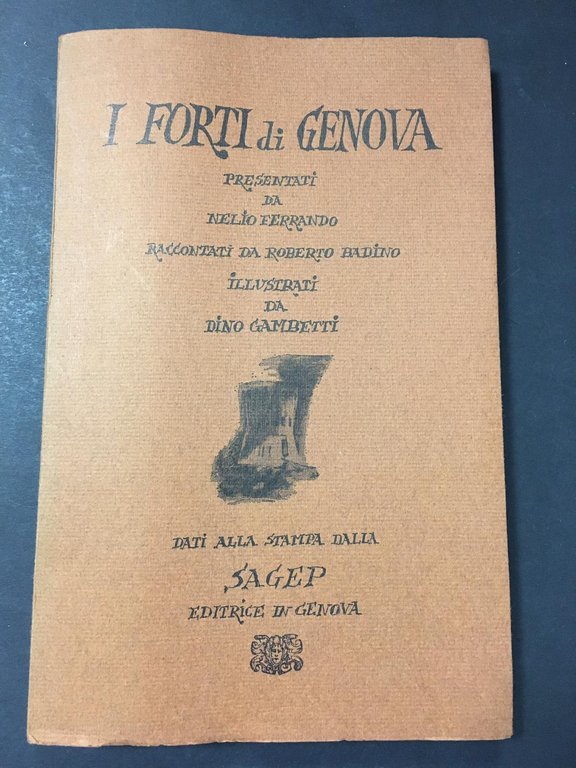 I FORTI di GENOVA
PRESENTATI
DA
NELIO FERRANDO
RACCONTATI DA ROBERTO BADINO
ILLUSTRATI
DA
DINO GAMBETTI
DATI ALLA STAMPA DALLA
SAGEP
EDITRICE IN GENOVA